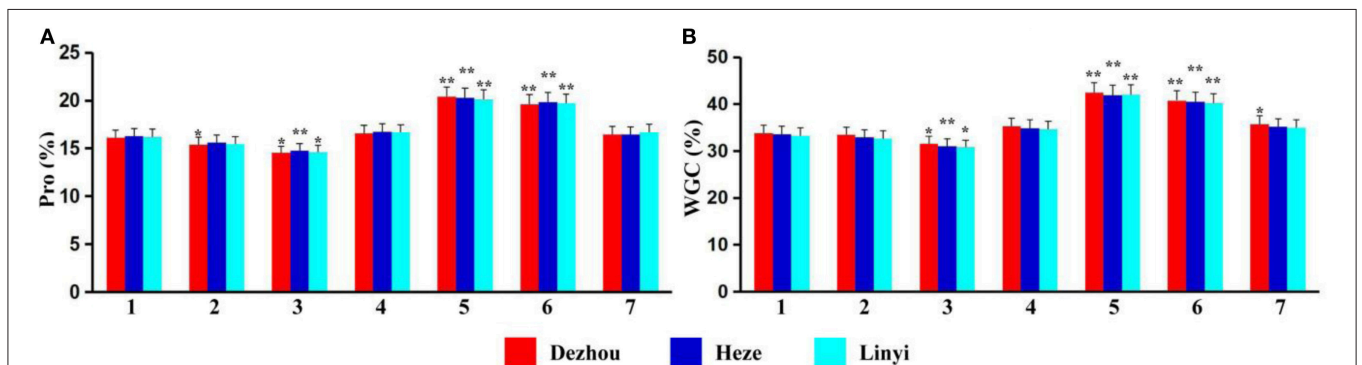 A
Pro (%)
25
20
15
10
5
0
* * ** * ** ** ** ** ** **
1 2 3 4 5 6 7
B
WGC (%)
50
40
30
20
10
0
* ** * ** ** ** ** ** ** *
1 2 3 4 5 6 7
Dezhou Heze Linyi